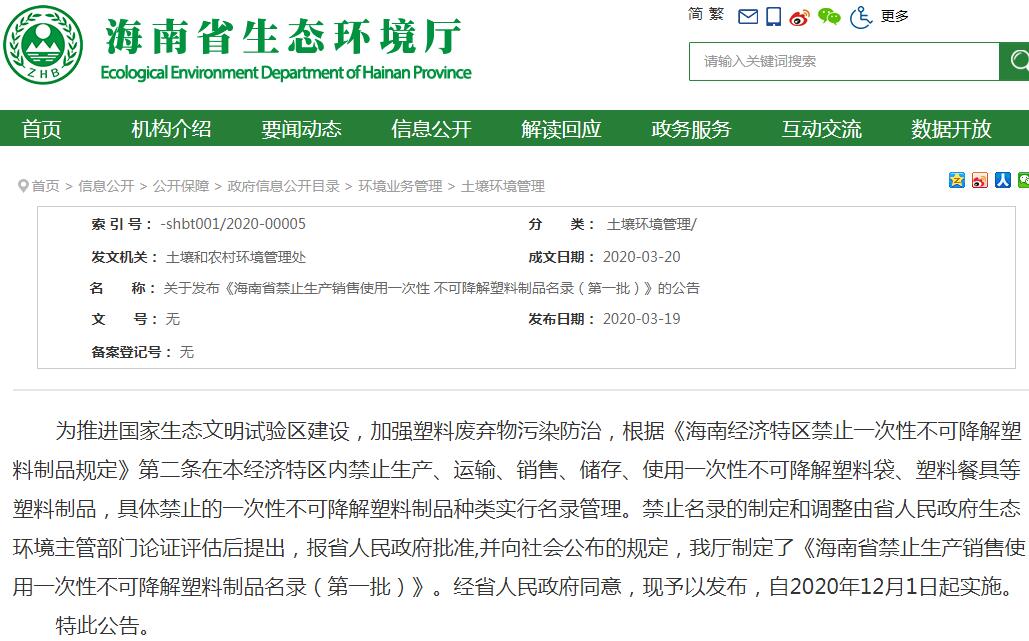 简 繁 更多
ZHB
海南省生态环境厅
Ecological Environment Department of Hainan Province
请输入关键词搜索
首页 机构介绍 要闻动态 信息公开 解读回应 政务服务 互动交流 数据开放
首页 > 信息公开 > 公开保障 > 政府信息公开目录 > 环境业务管理 > 土壤环境管理
索 引 号： -shbt001/2020-00005 分 类： 土壤环境管理/
发文机关： 土壤和农村环境管理处 成文日期： 2020-03-20
名 称： 关于发布《海南省禁止生产销售使用一次性 不可降解塑料制品名录（第一批）》的公告
文 号： 无 发布日期： 2020-03-19
备案登记号： 无
为推进国家生态文明试验区建设，加强塑料废弃物污染防治，根据《海南经济特区禁止一次性不可降解塑
料制品规定》第二条在本经济特区内禁止生产、运输、销售、储存、使用一次性不可降解塑料袋、塑料餐具等
塑料制品，具体禁止的一次性不可降解塑料制品种类实行名录管理。禁止名录的制定和调整由省人民政府生态
环境主管部门论证评估后提出，报省人民政府批准,并向社会公布的规定，我厅制定了《海南省禁止生产销售使
用一次性不可降解塑料制品名录（第一批）》。经省人民政府同意，现予以发布，自2020年12月1日起实施。
特此公告。